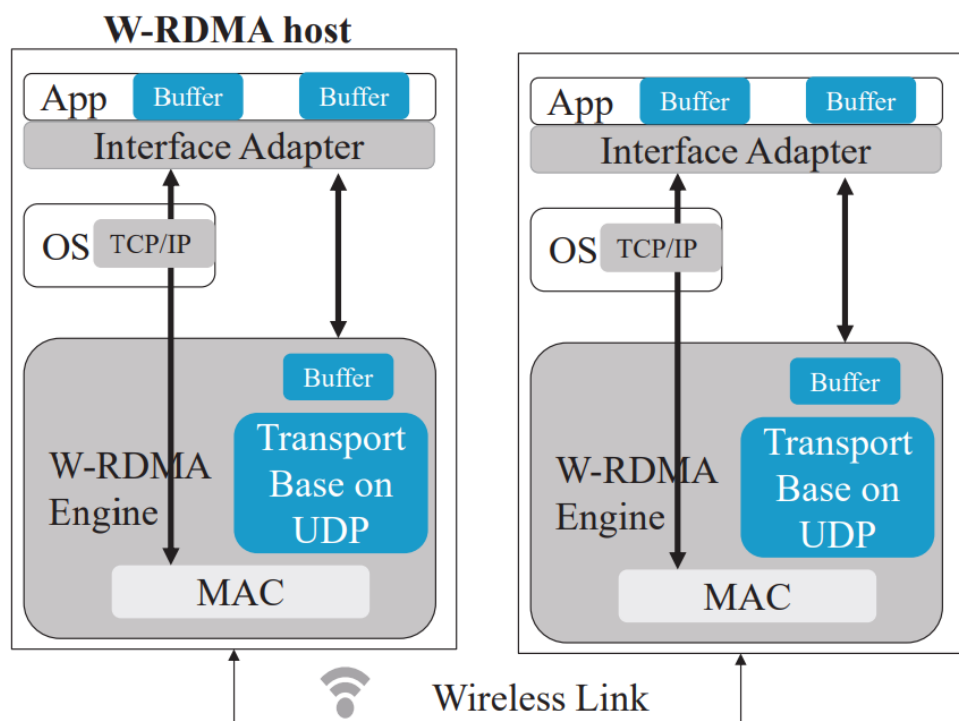 W-RDMA host
App
Buffer
Buffer
Interface Adapter
OS
TCP/IP
Buffer
W-RDMA
Engine
Transport
Base on
UDP
MAC
App
Buffer
Buffer
Interface Adapter
OS
TCP/IP
Buffer
W-RDMA
Engine
Transport
Base on
UDP
MAC
Wireless Link